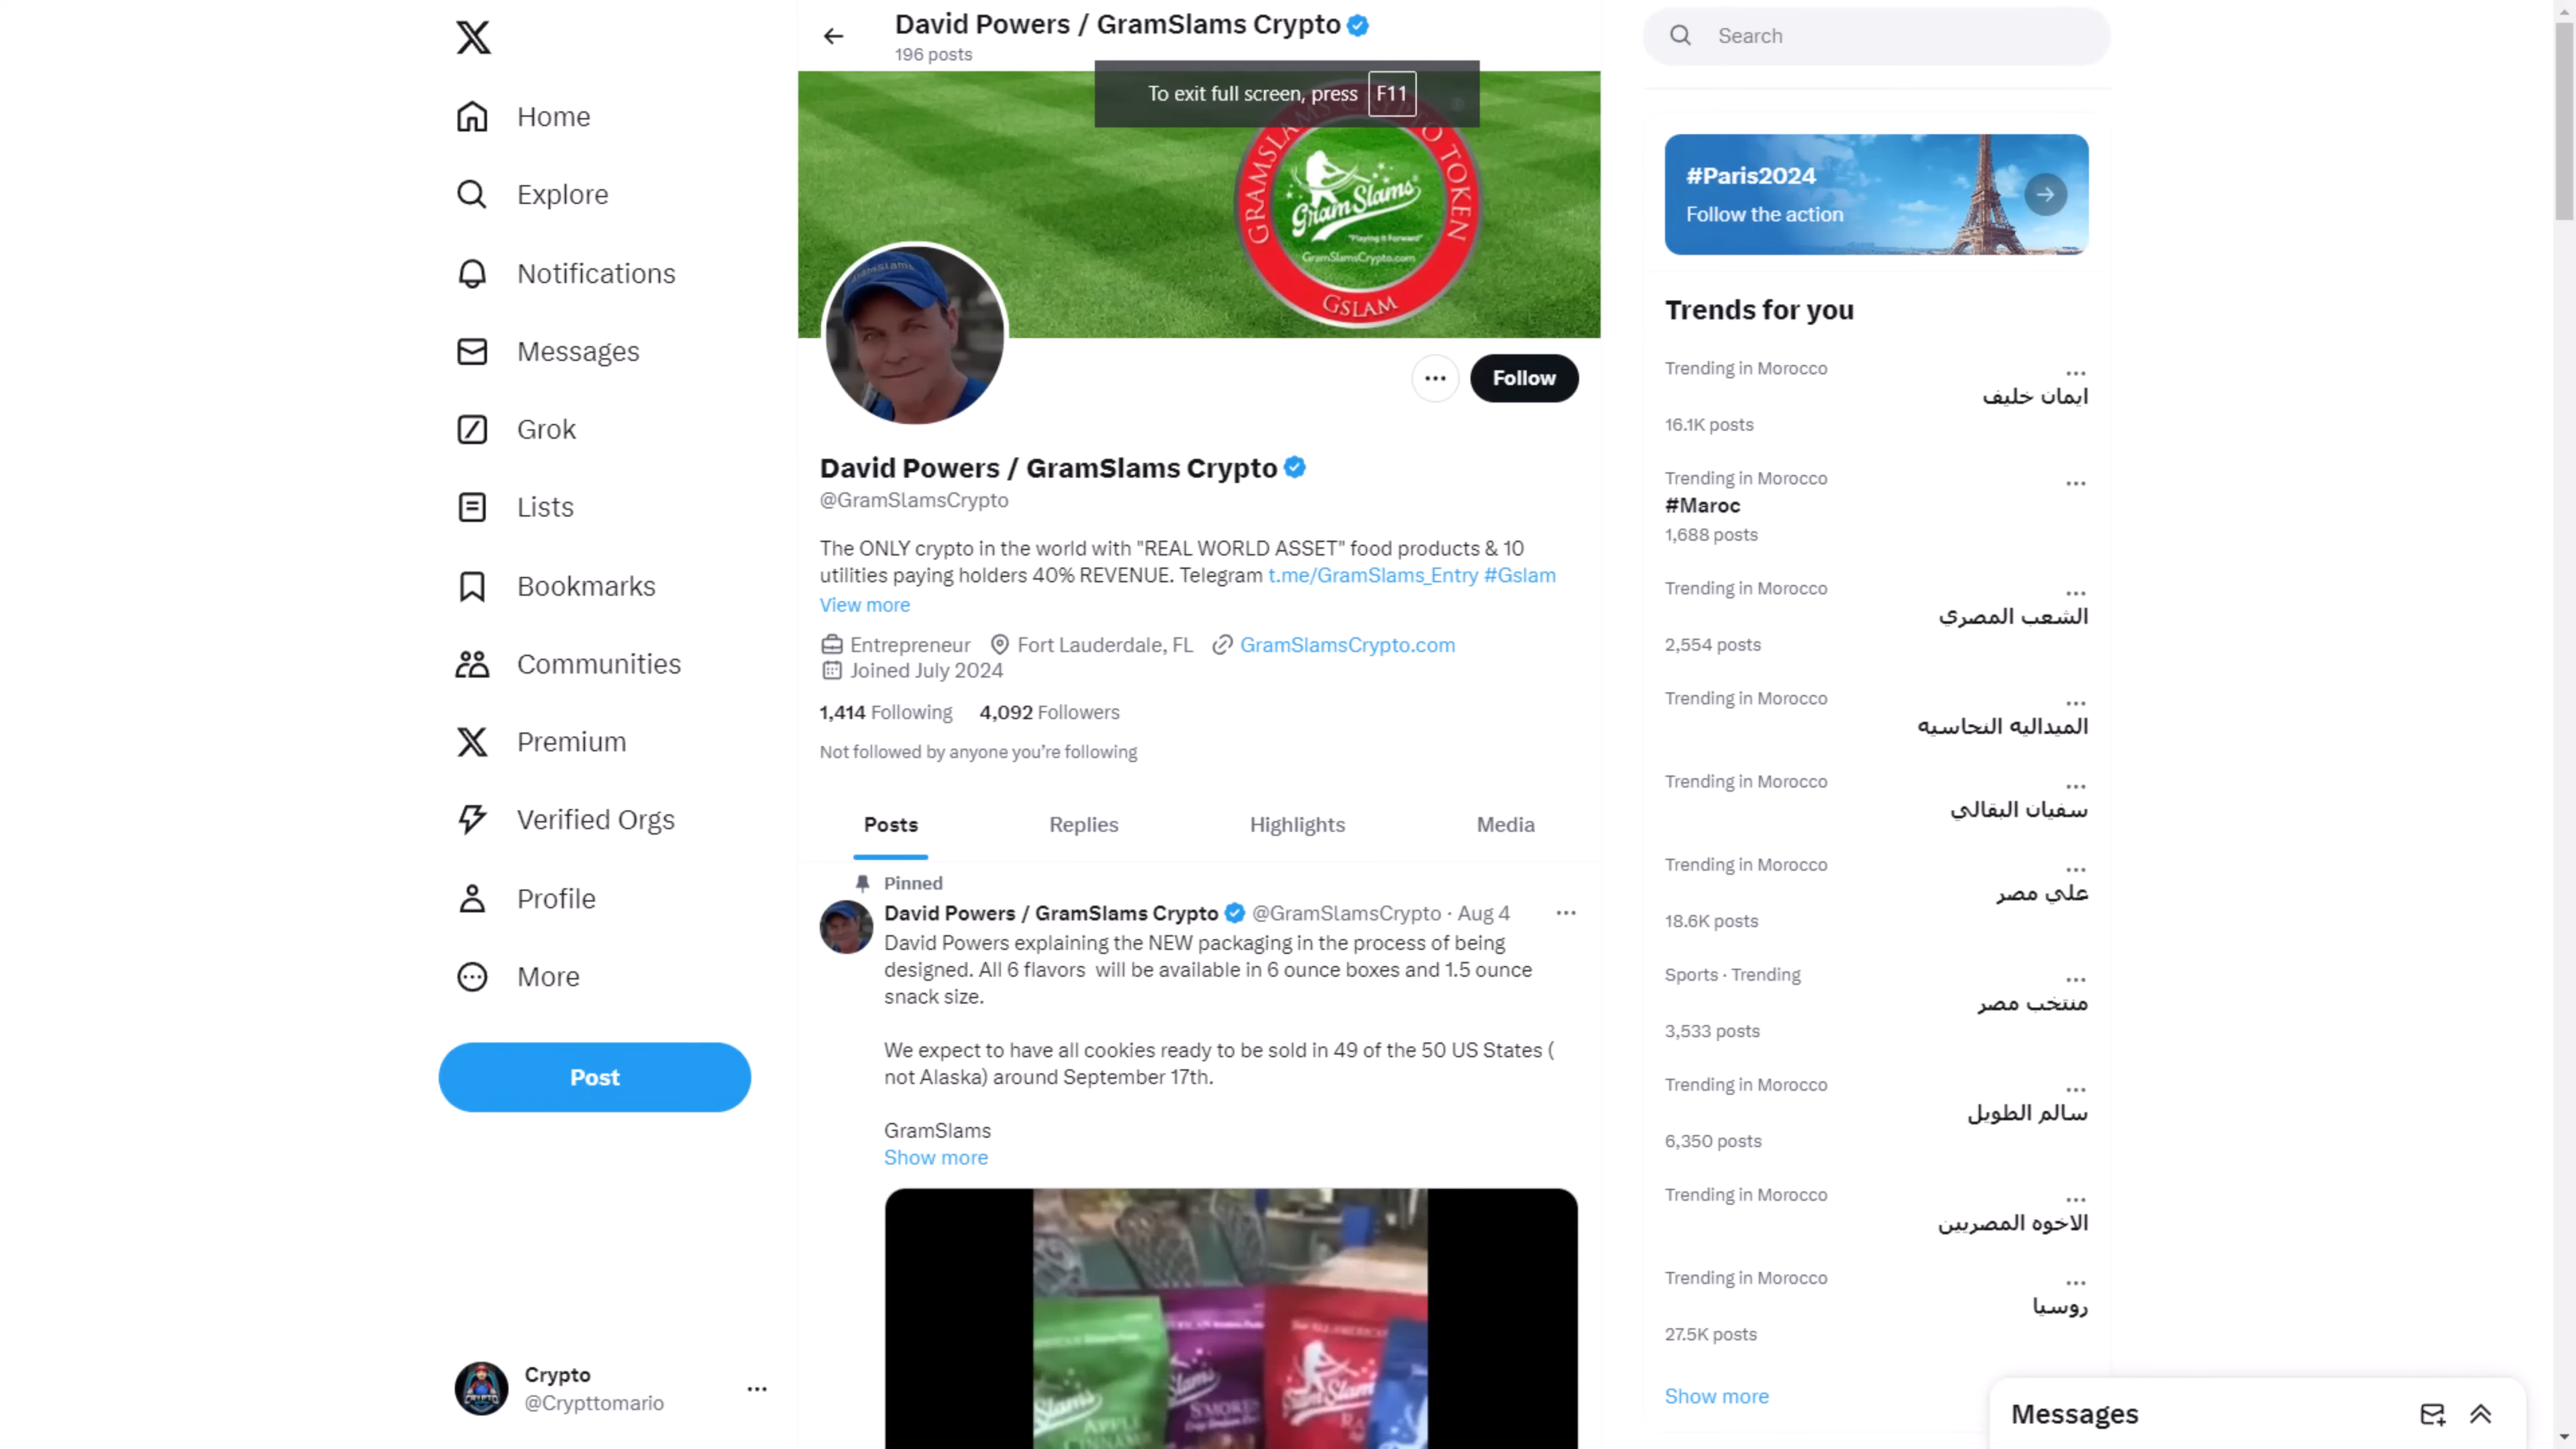 Home
Explore
Notifications
Messages
Grok
Lists
Bookmarks
Communities
Premium
Verified Orgs
Profile
More
Post
Crypto
@Crypttomario
David Powers / GramSlams Crypto
196 posts
To exit full screen, press F11
GRAMSLAMS CRYPTO TOKEN
GramSlams
"Playing It Forward"
GramSlamsCrypto.com
GSLAM
Follow
David Powers / GramSlams Crypto
@GramSlamsCrypto
The ONLY crypto in the world with "REAL WORLD ASSET" food products & 10
utilities paying holders 40% REVENUE. Telegram t.me/GramSlams_Entry #Gslam
View more
Entrepreneur Fort Lauderdale, FL GramSlamsCrypto.com
Joined July 2024
1,414 Following 4,092 Followers
Not followed by anyone you're following
Posts Replies Highlights Media
Pinned
David Powers / GramSlams Crypto @GramSlamsCrypto · Aug 4
David Powers explaining the NEW packaging in the process of being
designed. All 6 flavors will be available in 6 ounce boxes and 1.5 ounce
snack size.
We expect to have all cookies ready to be sold in 49 of the 50 US States (
not Alaska) around September 17th.
GramSlams
Show more
Slams
APPLE
CINNAMON
Slams
S'MORES
GramSlams
Search
#Paris2024
Follow the action
Trends for you
Trending in Morocco
ايمان خليف
16.1K posts
Trending in Morocco
#Maroc
1,688 posts
Trending in Morocco
الشعب المصري
2,554 posts
Trending in Morocco
الميداليه النحاسيه
Trending in Morocco
سفيان البقالي
Trending in Morocco
علي مصر
18.6K posts
Sports · Trending
منتخب مصر
3,533 posts
Trending in Morocco
سالم الطويل
6,350 posts
Trending in Morocco
الاخوه المصريين
Trending in Morocco
روسيا
27.5K posts
Show more
Messages